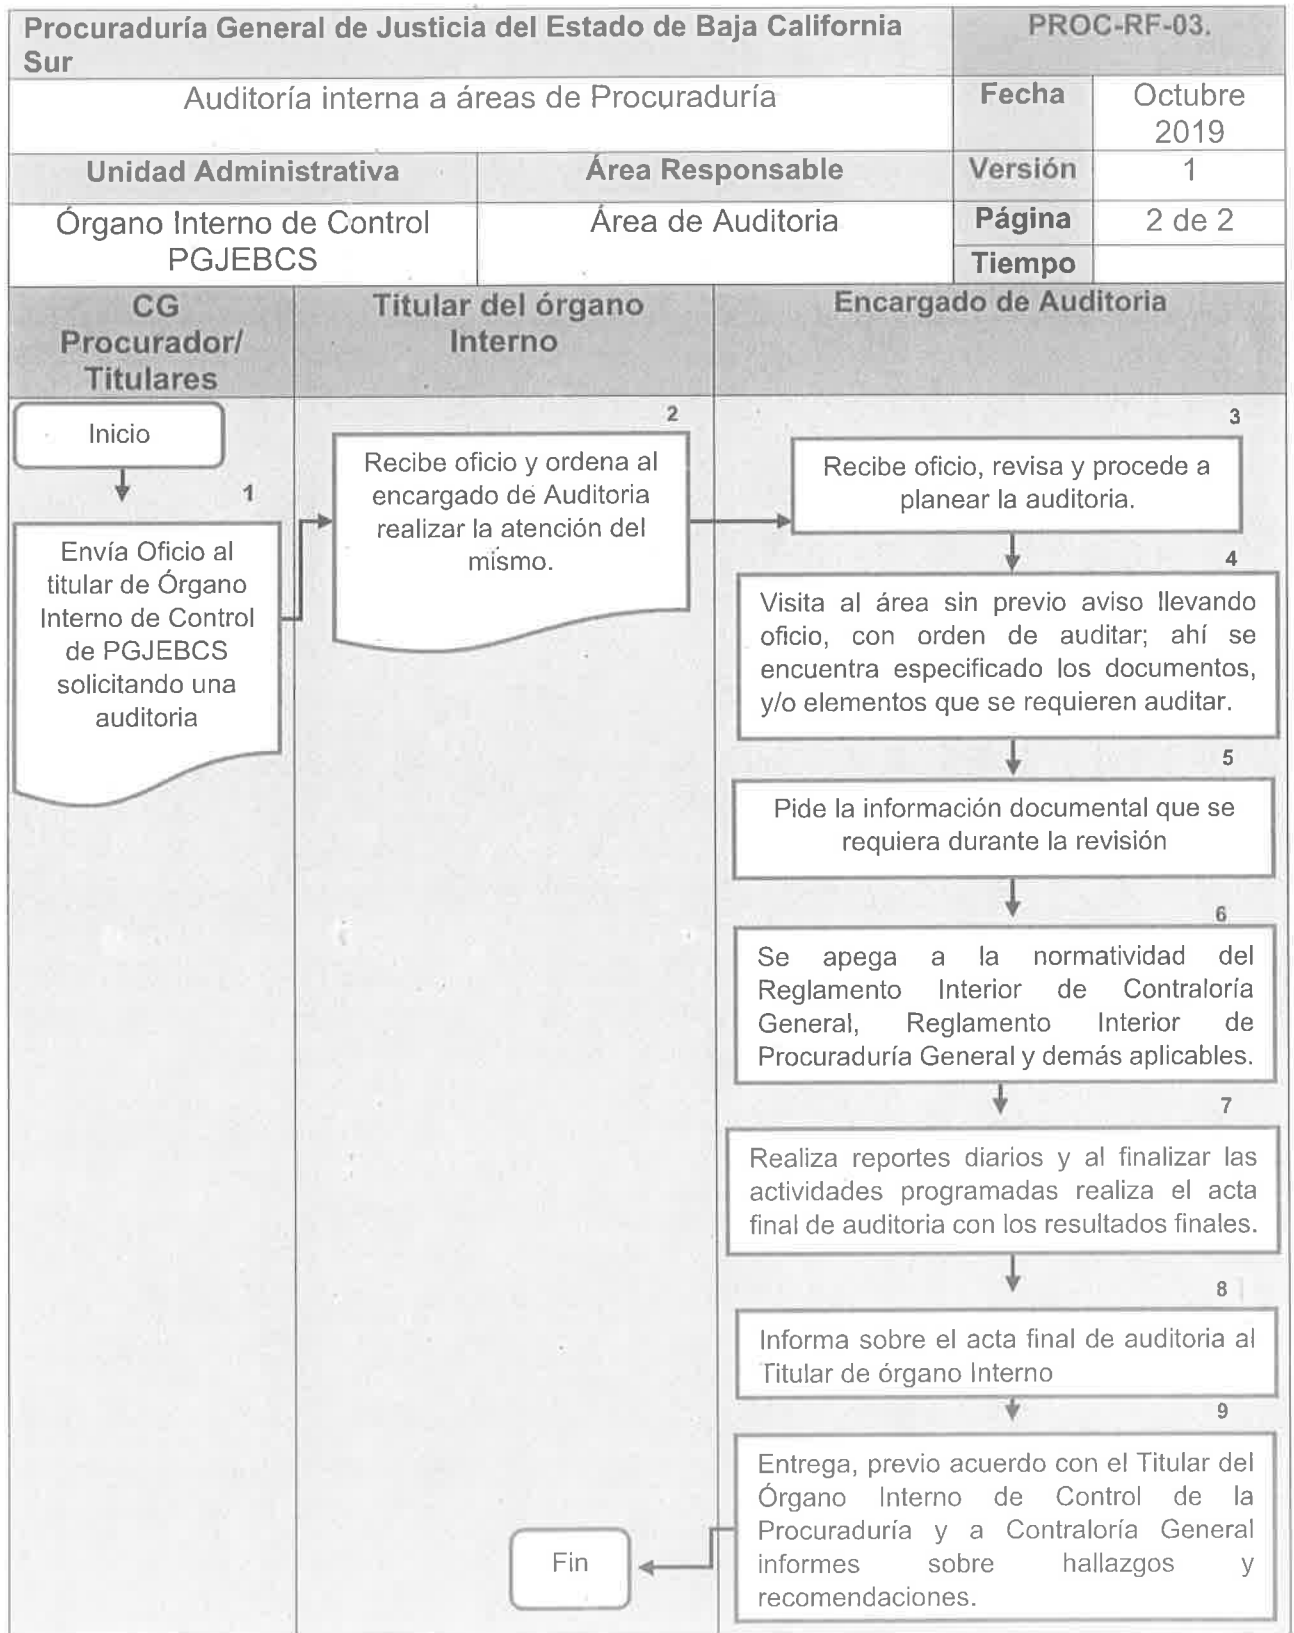 Procuraduría General de Justicia del Estado de Baja California
Sur
PROC-RF-03.
Auditoría interna a áreas de Procuraduría
Fecha
Octubre
2019
Unidad Administrativa
Área Responsable
Versión
1
Órgano Interno de Control
PGJEBCS
Área de Auditoria
Página
2 de 2
Tiempo
CG
Procurador/
Titulares
Titular del órgano
Interno
Encargado de Auditoria
Inicio
1
Envía Oficio al
titular de Órgano
Interno de Control
de PGJEBCS
solicitando una
auditoria
2
Recibe oficio y ordena al
encargado de Auditoria
realizar la atención del
mismo.
3
Recibe oficio, revisa y procede a
planear la auditoria.
4
Visita al área sin previo aviso llevando
oficio, con orden de auditar; ahí se
encuentra especificado los documentos,
y/o elementos que se requieren auditar.
5
Pide la información documental que se
requiera durante la revisión
6
Se apega a la normatividad del
Reglamento Interior de Contraloría
General, Reglamento Interior de
Procuraduría General y demás aplicables.
7
Realiza reportes diarios y al finalizar las
actividades programadas realiza el acta
final de auditoria con los resultados finales.
8
Informa sobre el acta final de auditoria al
Titular de órgano Interno
9
Entrega, previo acuerdo con el Titular del
Órgano Interno de Control de la
Procuraduría y a Contraloría General
informes sobre hallazgos y
recomendaciones.
Fin